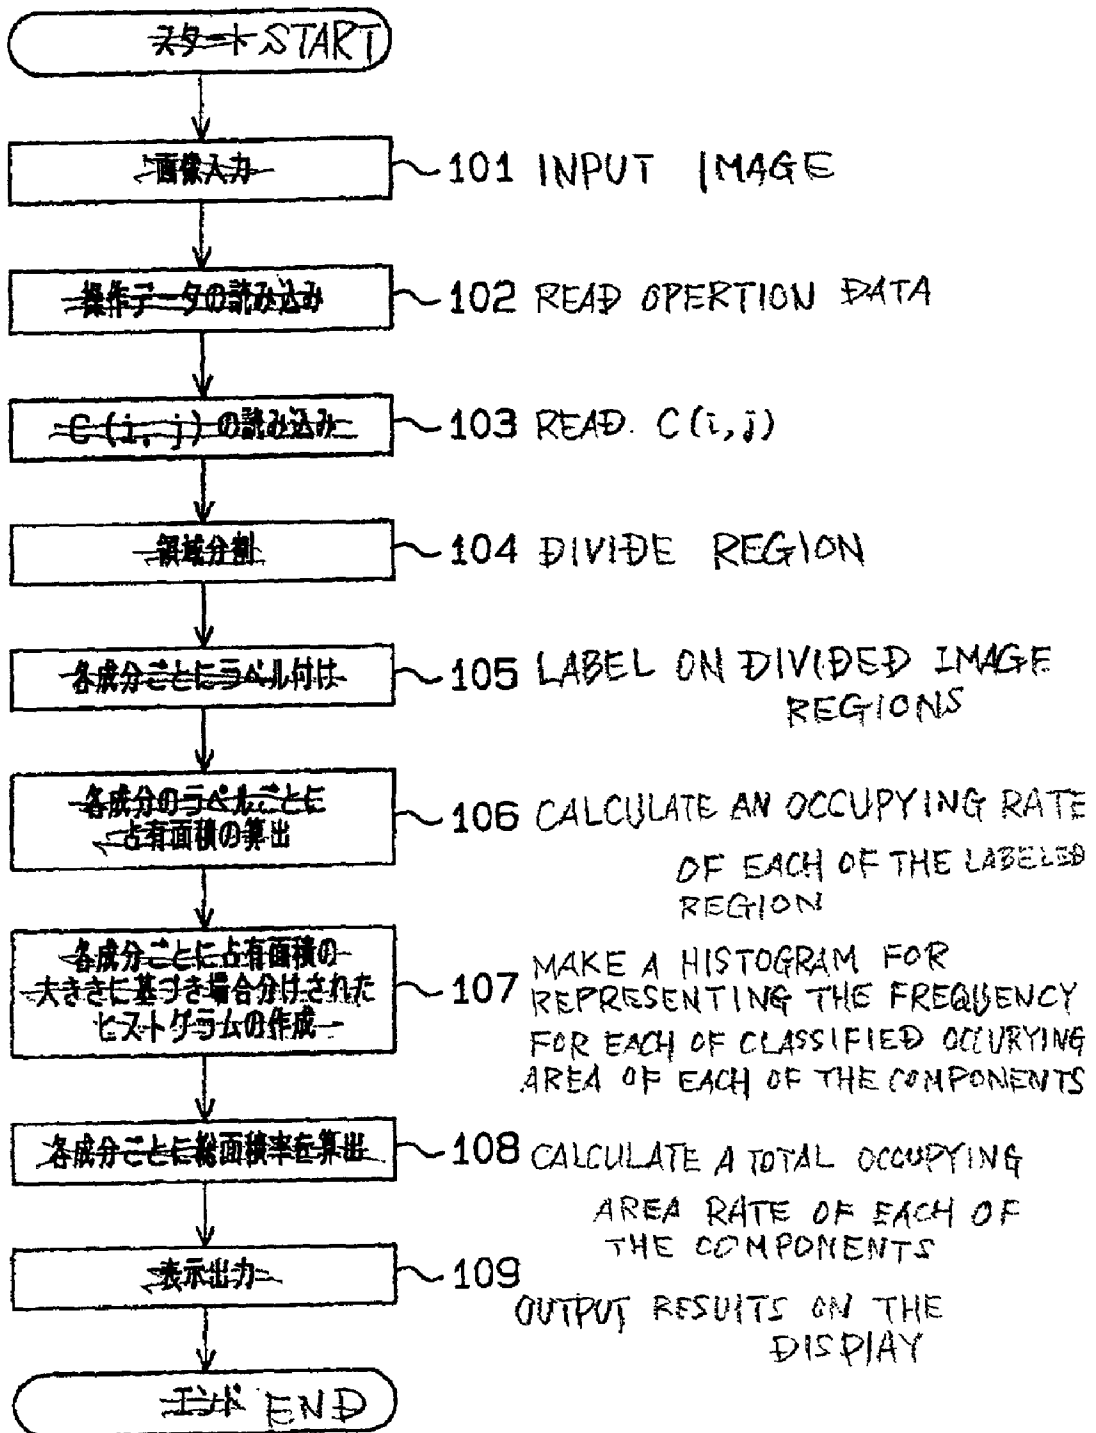 スタート START
画像入力 101 INPUT IMAGE
操作データの読み込み 102 READ OPERTION DATA
C(i, j) の読み込み 103 READ. C(i,j)
領域分割 104 DIVIDE REGION
各成分ごとにラベル付け 105 LABEL ON DIVIDED IMAGE
REGIONS
各成分のラベルごとに
占有面積の算出 106 CALCULATE AN OCCUPYING RATE
OF EACH OF THE LABELED
REGION
各成分ごとに占有面積の
大きさに基づき場合分けされた
ヒストグラムの作成
107 MAKE A HISTOGRAM FOR
REPRESENTING THE FREQUENCY
FOR EACH OF CLASSIFIED OCCURYING
AREA OF EACH OF THE COMPONENTS
各成分ごとに総面積率を算出 108 CALCULATE A TOTAL OCCUPYING
AREA RATE OF EACH OF
THE COMPONENTS
表示出力 109
OUTPUT RESUITS ON THE
DISPIAY
エンド END